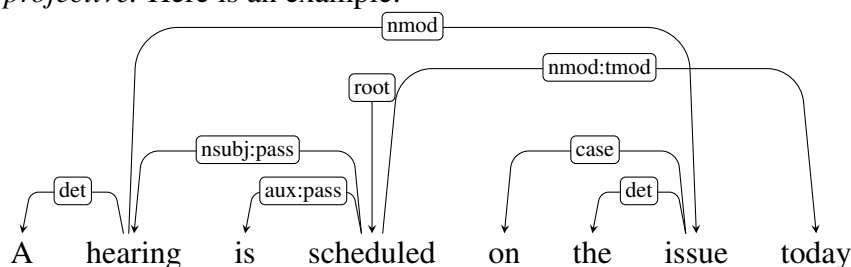 projective. Here is an example:
nmod
nmod:tmod
root
nsubj:pass case
det aux:pass det
A hearing is scheduled on the issue today